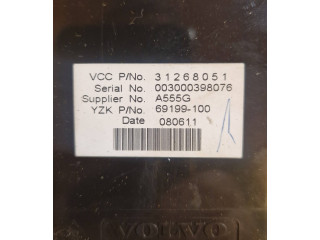 VCC P/No. 31268051
Serial No. 003000398076
Supplier No. A555G
YZK P/No. 69199-100
Date 080611
VOLVO